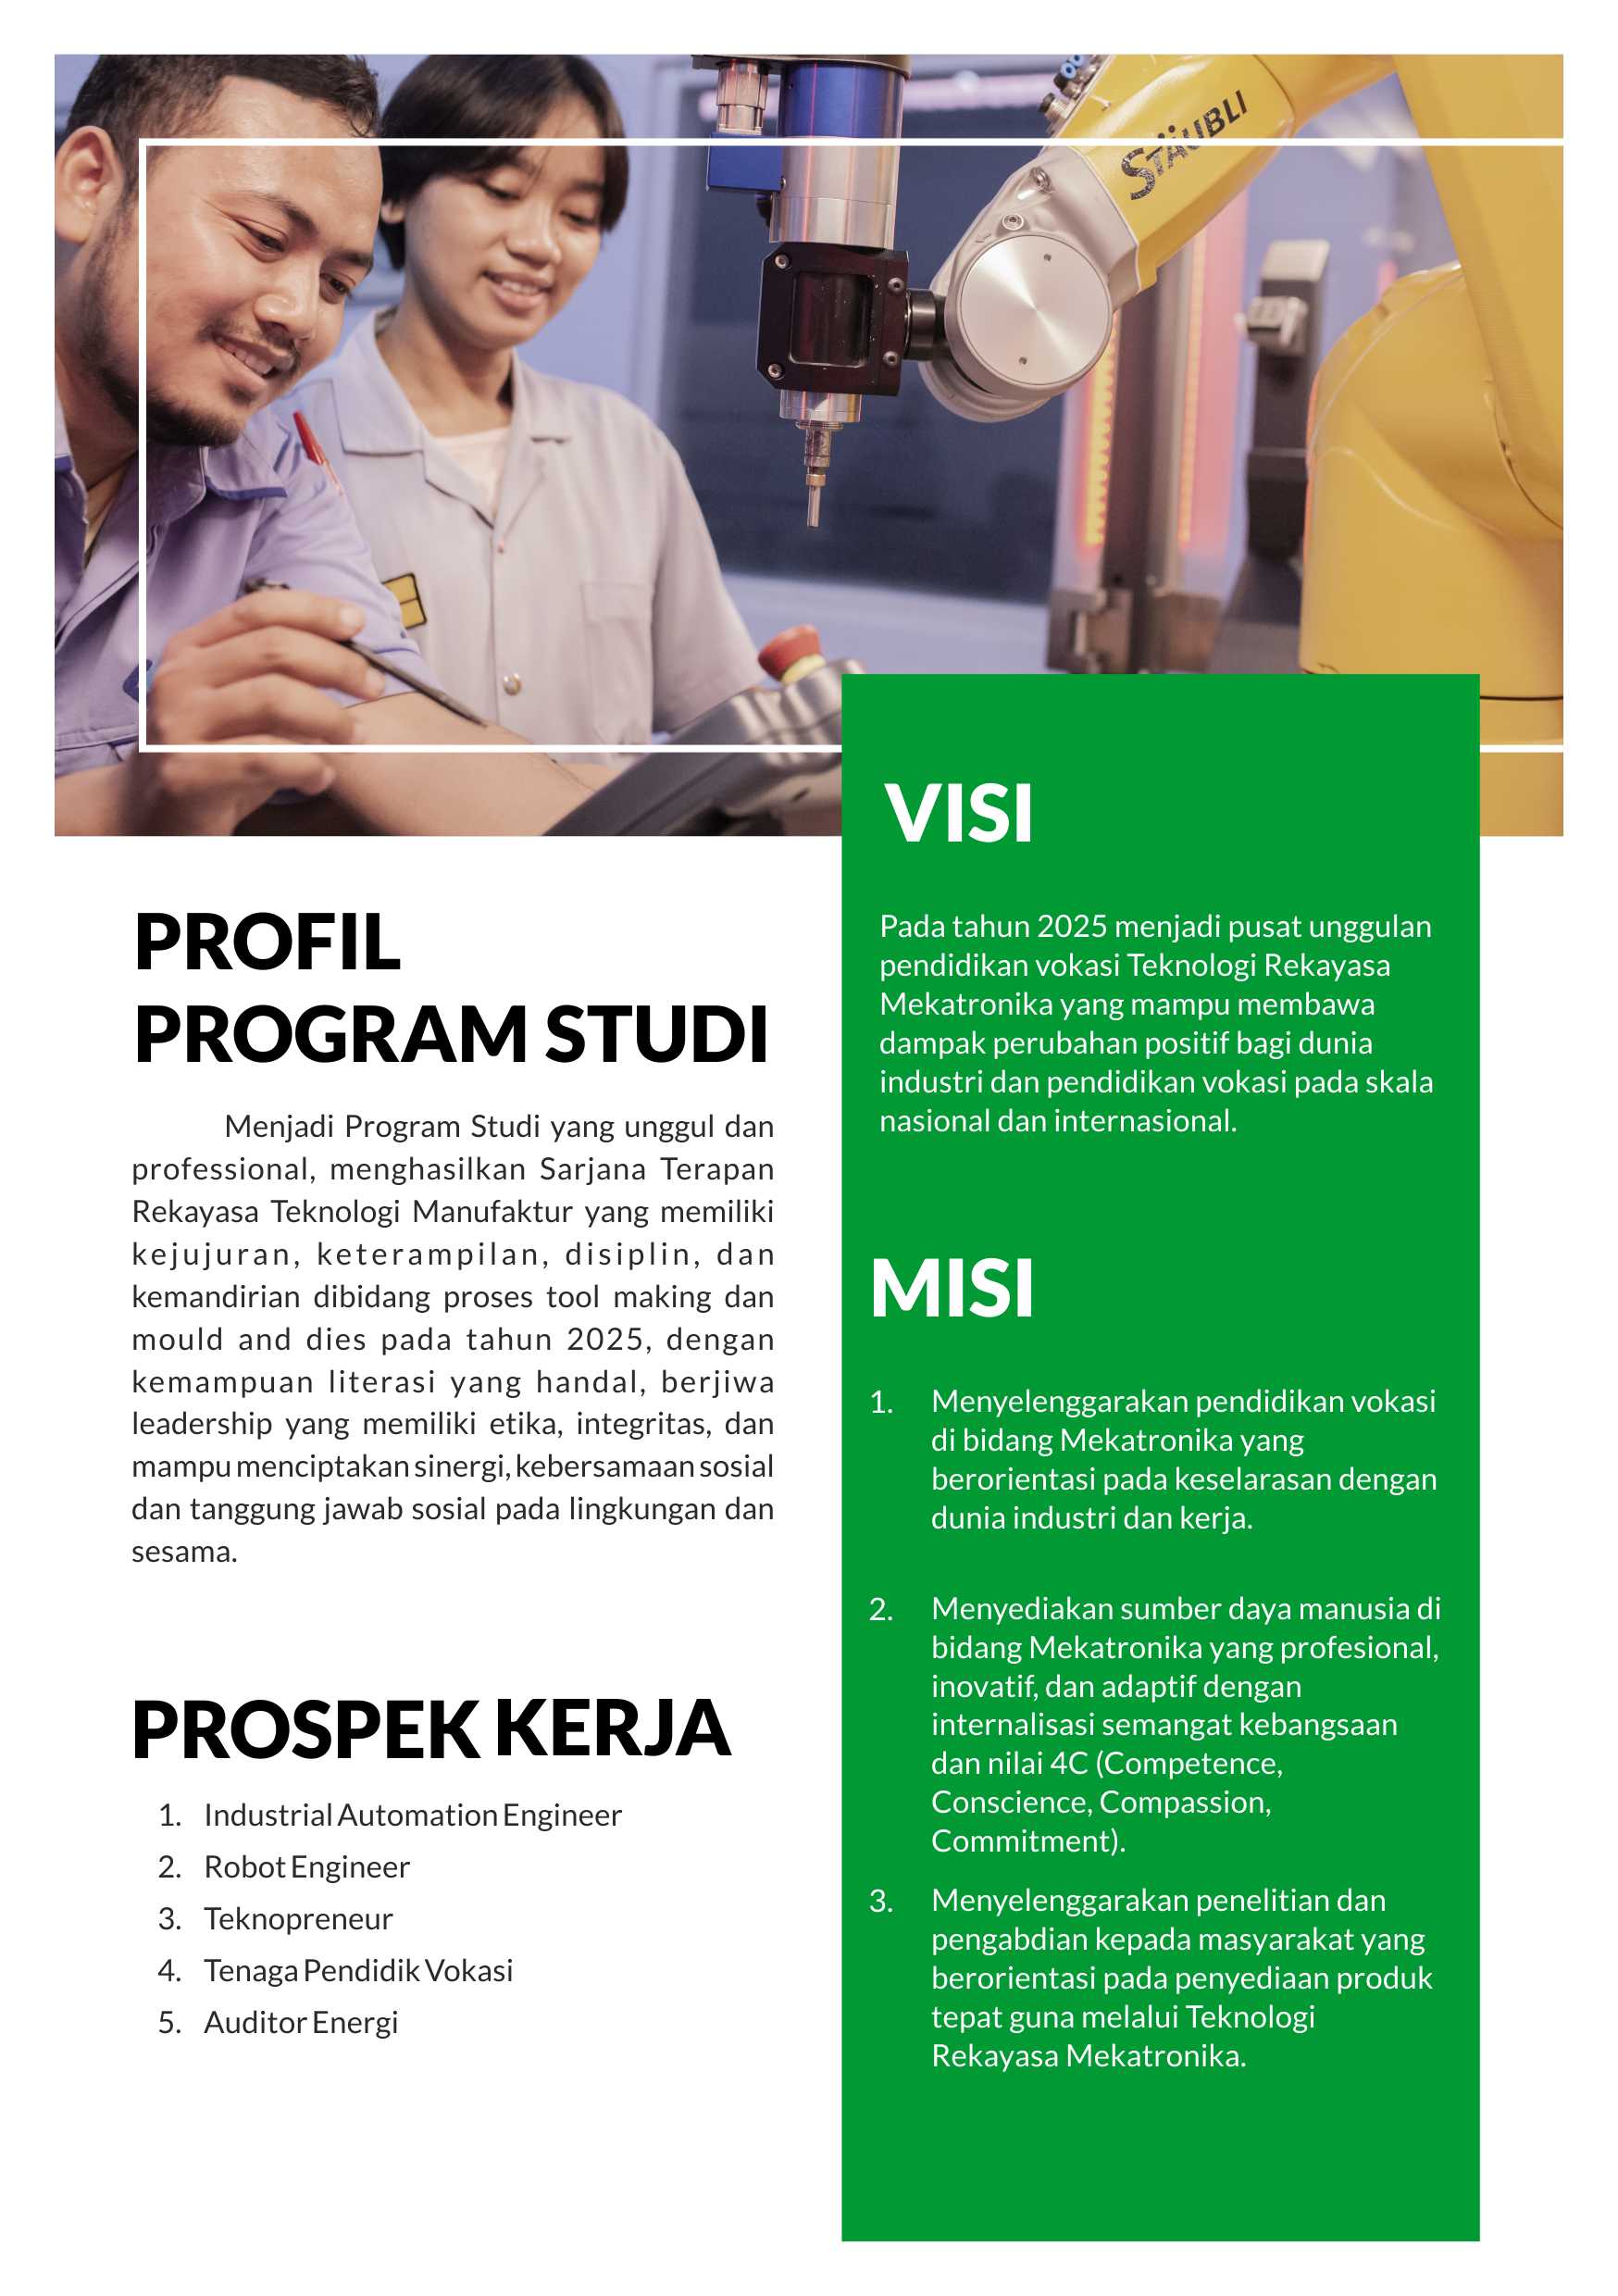 STÄUBLI
PROFIL
PROGRAM STUDI
Menjadi Program Studi yang unggul dan
professional, menghasilkan Sarjana Terapan
Rekayasa Teknologi Manufaktur yang memiliki
kejujuran, keterampilan, disiplin, dan
kemandirian dibidang proses tool making dan
mould and dies pada tahun 2025, dengan
kemampuan literasi yang handal, berjiwa
leadership yang memiliki etika, integritas, dan
mampu menciptakan sinergi, kebersamaan sosial
dan tanggung jawab sosial pada lingkungan dan
sesama.
PROSPEK KERJA
1. Industrial Automation Engineer
2. Robot Engineer
3. Teknopreneur
4. Tenaga Pendidik Vokasi
5. Auditor Energi
VISI
Pada tahun 2025 menjadi pusat unggulan
pendidikan vokasi Teknologi Rekayasa
Mekatronika yang mampu membawa
dampak perubahan positif bagi dunia
industri dan pendidikan vokasi pada skala
nasional dan internasional.
MISI
1. Menyelenggarakan pendidikan vokasi
di bidang Mekatronika yang
berorientasi pada keselarasan dengan
dunia industri dan kerja.
2. Menyediakan sumber daya manusia di
bidang Mekatronika yang profesional,
inovatif, dan adaptif dengan
internalisasi semangat kebangsaan
dan nilai 4C (Competence,
Conscience, Compassion,
Commitment).
3. Menyelenggarakan penelitian dan
pengabdian kepada masyarakat yang
berorientasi pada penyediaan produk
tepat guna melalui Teknologi
Rekayasa Mekatronika.